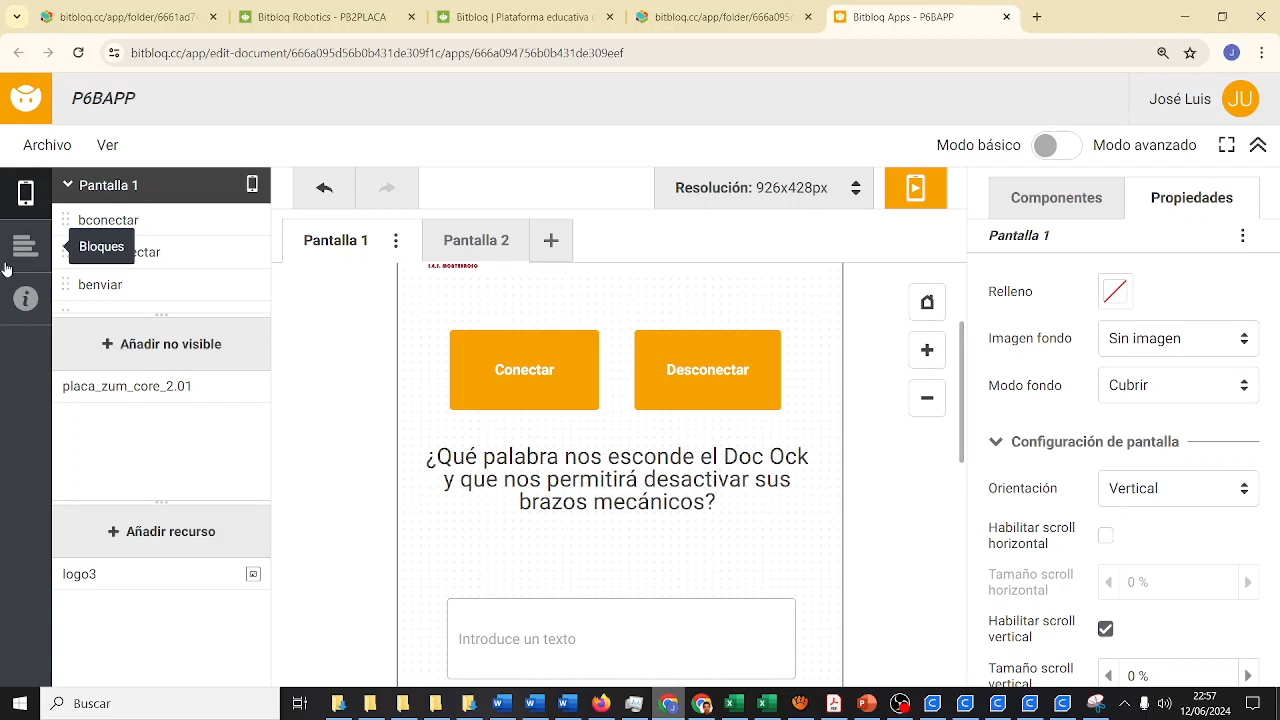 bitbloq.cc/app/folder/6661ad7c
Bitbloq Robotics - PB2PLACA
Bitbloq | Plataforma educativa d
bitbloq.cc/app/folder/666a095c
Bitbloq Apps - P6BAPP
bitbloq.cc/app/edit-document/666a095d56b0b431de309f1c/apps/666a094756b0b431de309eef
J
P6BAPP
José Luis
JU
Archivo
Ver
Modo básico
Modo avanzado
Pantalla 1
bconectar
Bloques
ectar
benviar
Añadir no visible
placa_zum_core_2.01
Añadir recurso
logo3
Resolución: 926x428px
Pantalla 1
Pantalla 2
I.E.S. MONTERROSO
Conectar
Desconectar
¿Qué palabra nos esconde el Doc Ock
y que nos permitirá desactivar sus
brazos mecánicos?
Introduce un texto
Componentes
Propiedades
Pantalla 1
Relleno
Imagen fondo
Sin imagen
Modo fondo
Cubrir
Configuración de pantalla
Orientación
Vertical
Habilitar scroll
horizontal
Tamaño scroll
horizontal
0 %
Habilitar scroll
vertical
Tamaño scroll
vertical
0 %
Buscar
22:57
12/06/2024